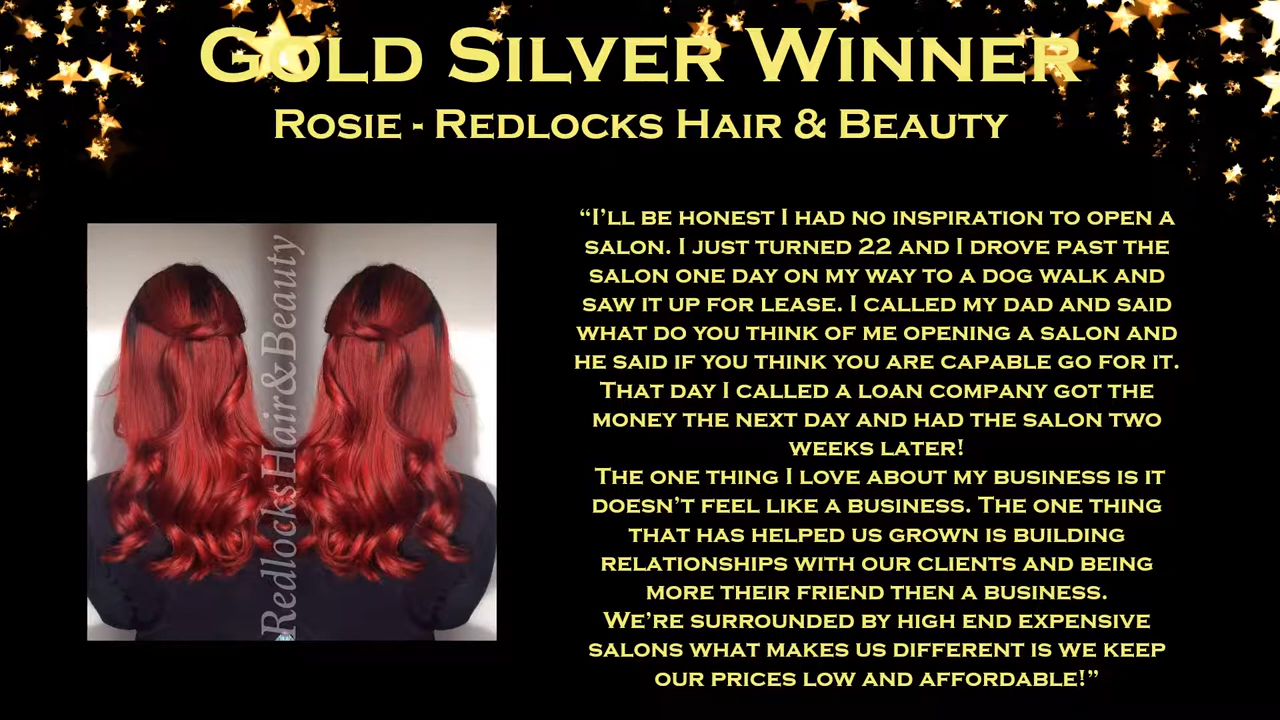 Gold Silver Winner
Rosie - Redlocks Hair & Beauty
RedlocksHair&Beauty
“I’ll be honest I had no inspiration to open a
salon. I just turned 22 and I drove past the
salon one day on my way to a dog walk and
saw it up for lease. I called my dad and said
what do you think of me opening a salon and
he said if you think you are capable go for it.
That day I called a loan company got the
money the next day and had the salon two
weeks later!
The one thing I love about my business is it
doesn’t feel like a business. The one thing
that has helped us grown is building
relationships with our clients and being
more their friend then a business.
We’re surrounded by high end expensive
salons what makes us different is we keep
our prices low and affordable!”